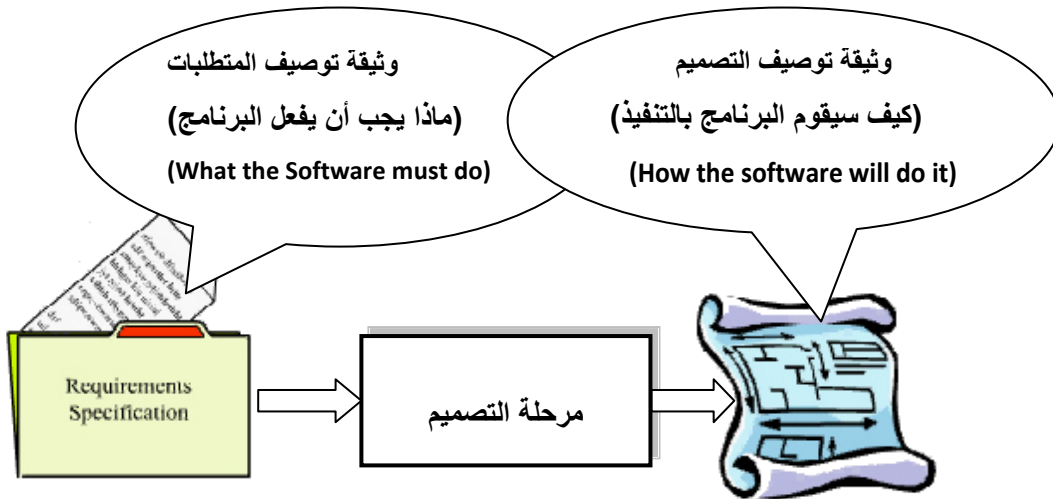 وثيقة توصيف المتطلبات
(ماذا يجب أن يفعل البرنامج)
(What the Software must do)
وثيقة توصيف التصميم
(كيف سيقوم البرنامج بالتنفيذ)
(How the software will do it)
Requirements
Specification
مرحلة التصميم